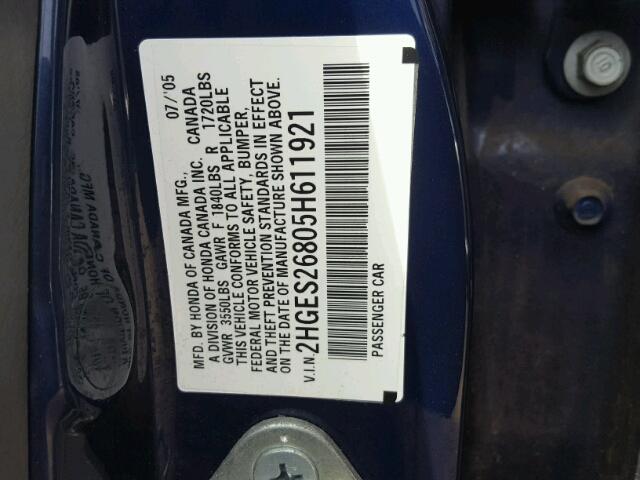 MFD. BY HONDA OF CANADA MFG., 07/'05
A DIVISION OF HONDA CANADA INC. CANADA
GVWR 3550LBS GAWR F 1840LBS R 1720LBS
THIS VEHICLE CONFORMS TO ALL APPLICABLE
FEDERAL MOTOR VEHICLE SAFETY, BUMPER,
AND THEFT PREVENTION STANDARDS IN EFFECT
ON THE DATE OF MANUFACTURE SHOWN ABOVE.
V.I.N. 2HGES26805H611921
PASSENGER CAR